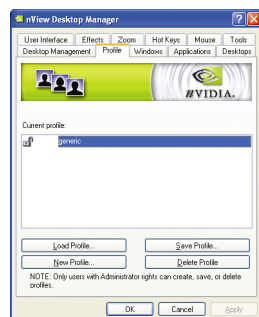 nView Desktop Manager
User Interface Effects Zoom Hot Keys Mouse Tools
Desktop Management Profile Windows Applications Desktops
nVIDIA.
Current profile:
generic
Load Profile... Save Profile...
New Profile... Delete Profile
NOTE: Only users with Administrator rights can create, save, or delete
profiles.
OK Cancel Apply